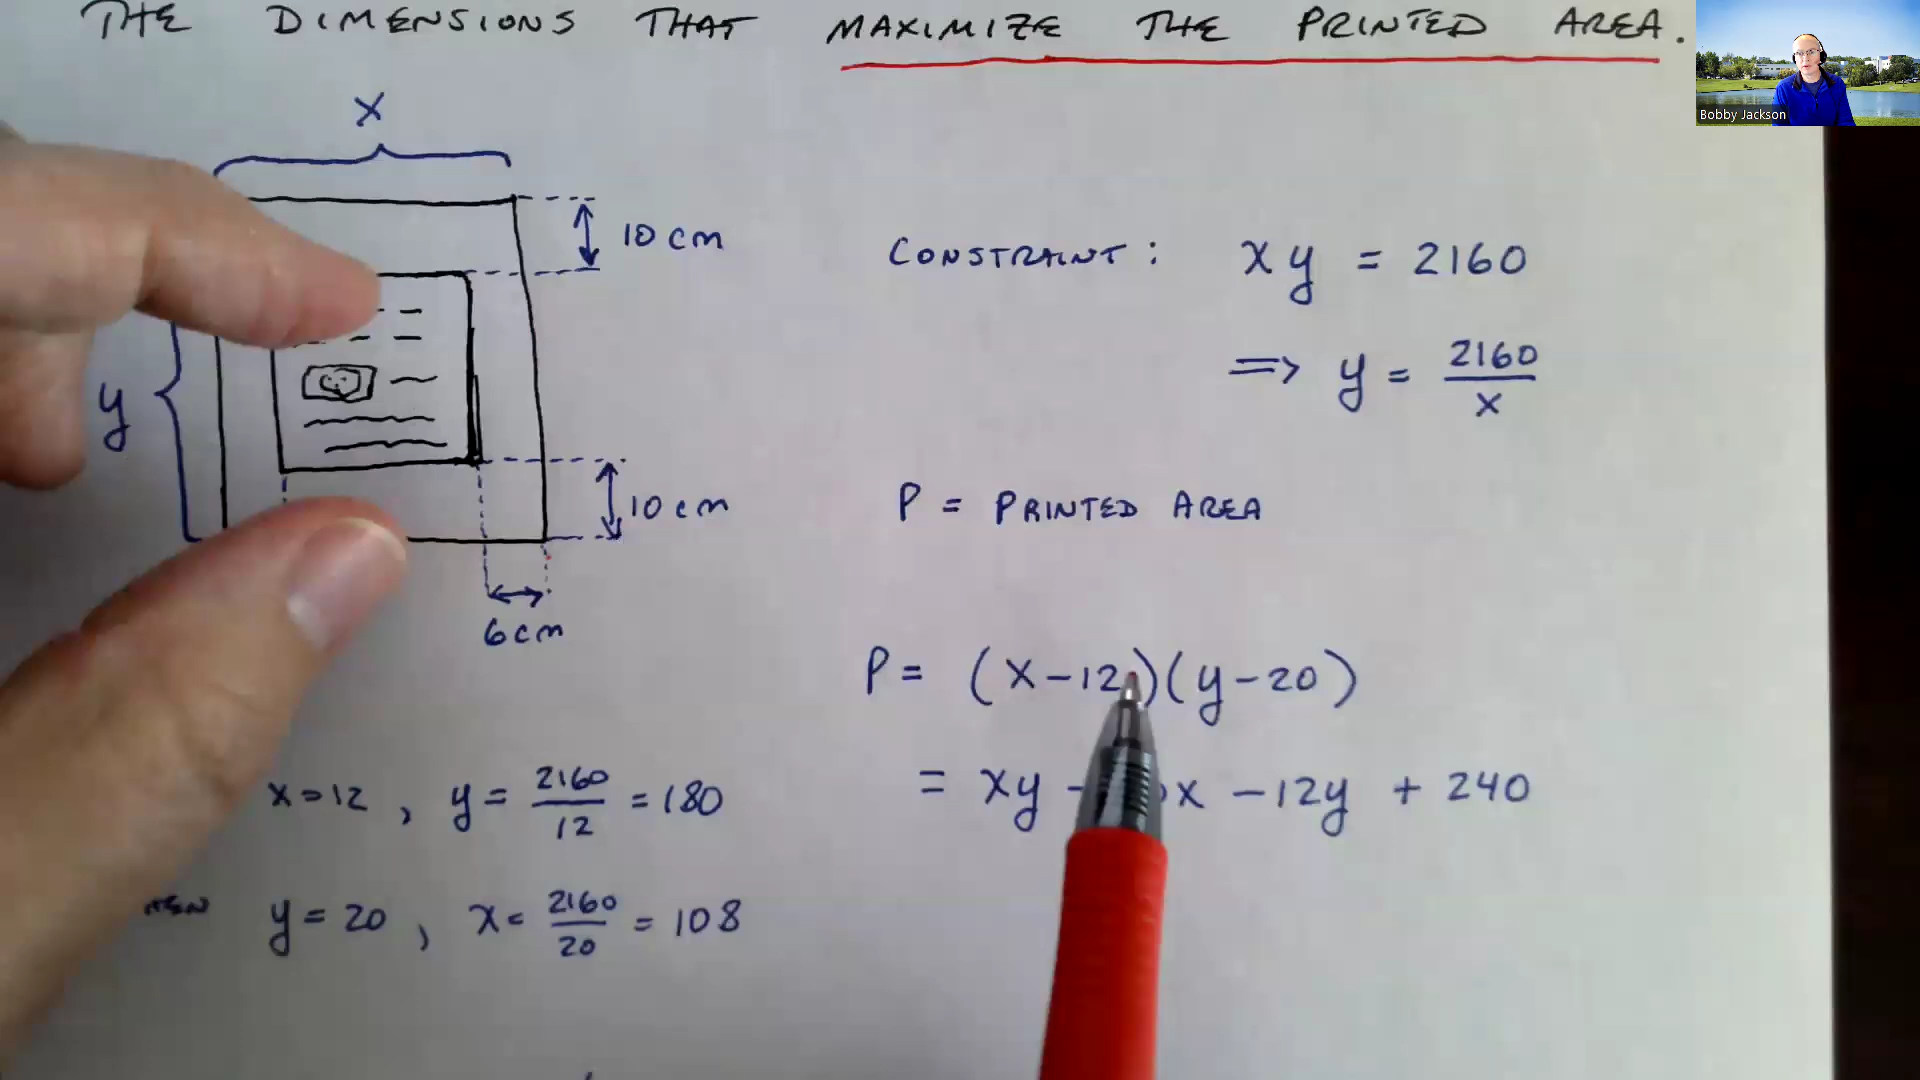 THE DIMENSIONS THAT MAXIMIZE THE PRINTED AREA.
Bobby Jackson
x
10 cm
y
10 cm
6 cm
CONSTRAINT: xy = 2160
=> y = 2160/x
P = PRINTED AREA
P = (x-12)(y-20)
= xy - x - 12y + 240
x=12, y = 2160/12 = 180
y = 20, x = 2160/20 = 108